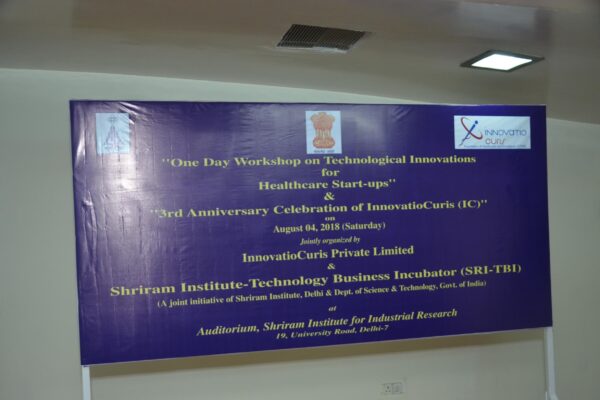 INNOVATIO
CURIS
"One Day Workshop on Technological Innovations
for
Healthcare Start-ups"
&
"3rd Anniversary Celebration of InnovatioCuris (IC)"
on
August 04, 2018 (Saturday)
Jointly organized by
InnovatioCuris Private Limited
&
Shriram Institute-Technology Business Incubator (SRI-TBI)
(A joint initiative of Shriram Institute, Delhi & Dept. of Science & Technology, Govt. of India)
at
Auditorium, Shriram Institute for Industrial Research
19, University Road, Delhi-7